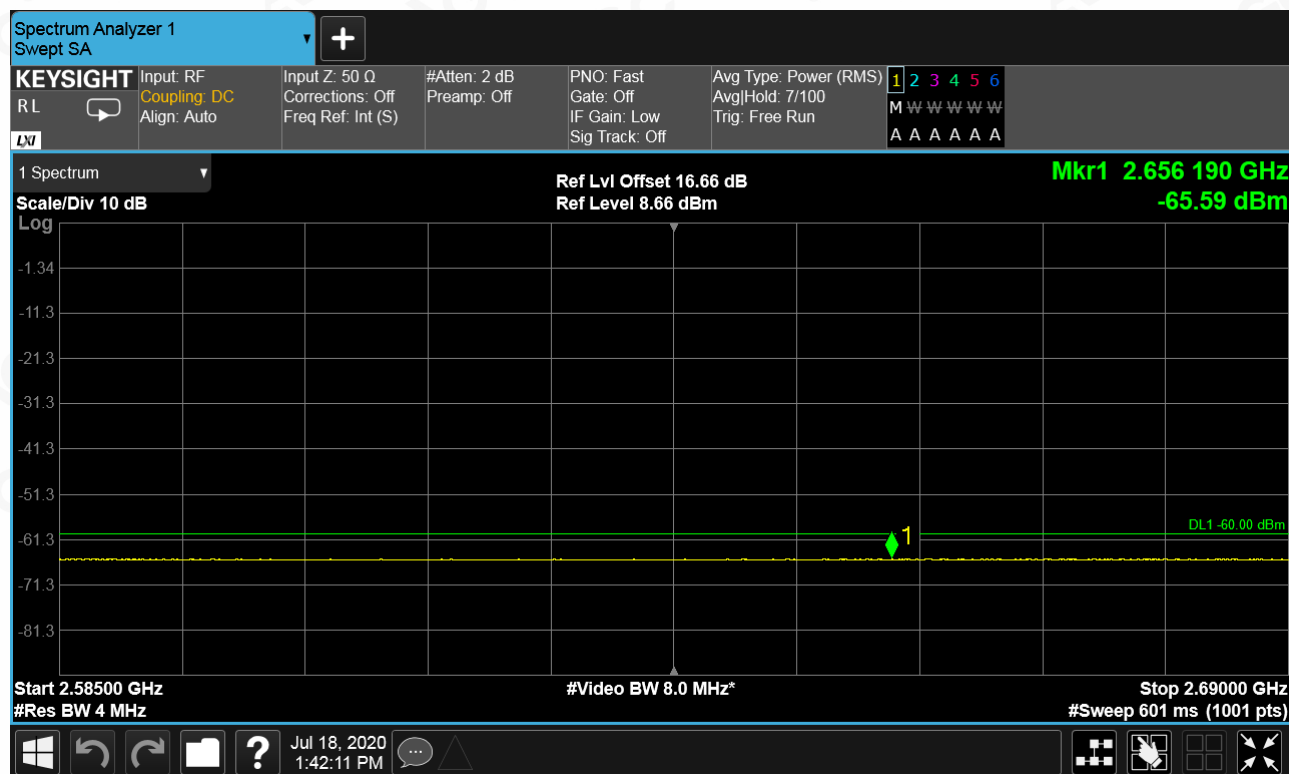 Spectrum Analyzer 1
Swept SA
KEYSIGHT
R L
LXI
Input: RF
Coupling: DC
Align: Auto
Input Z: 50 Ω
Corrections: Off
Freq Ref: Int (S)
#Atten: 2 dB
Preamp: Off
PNO: Fast
Gate: Off
IF Gain: Low
Sig Track: Off
Avg Type: Power (RMS)
Avg|Hold: 7/100
Trig: Free Run
1 2 3 4 5 6
M W W W W W
A A A A A A
1 Spectrum
Scale/Div 10 dB
Log
Ref Lvl Offset 16.66 dB
Ref Level 8.66 dBm
Mkr1 2.656 190 GHz
-65.59 dBm
-1.34
-11.3
-21.3
-31.3
-41.3
-51.3
DL1 -60.00 dBm
1
-61.3
-71.3
-81.3
Start 2.58500 GHz
#Res BW 4 MHz
#Video BW 8.0 MHz*
Stop 2.69000 GHz
#Sweep 601 ms (1001 pts)
?
Jul 18, 2020
1:42:11 PM